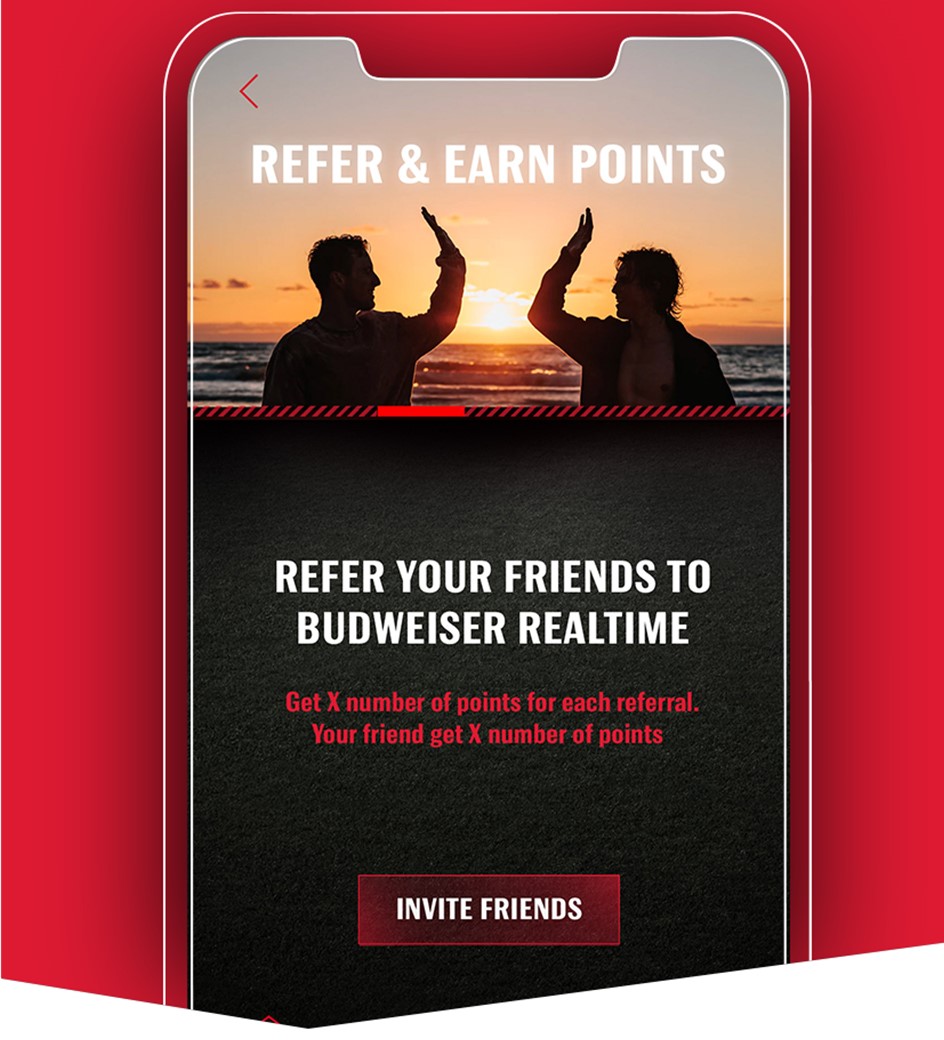 REFER & EARN POINTS
REFER YOUR FRIENDS TO
BUDWEISER REALTIME
Get X number of points for each referral.
Your friend get X number of points
INVITE FRIENDS